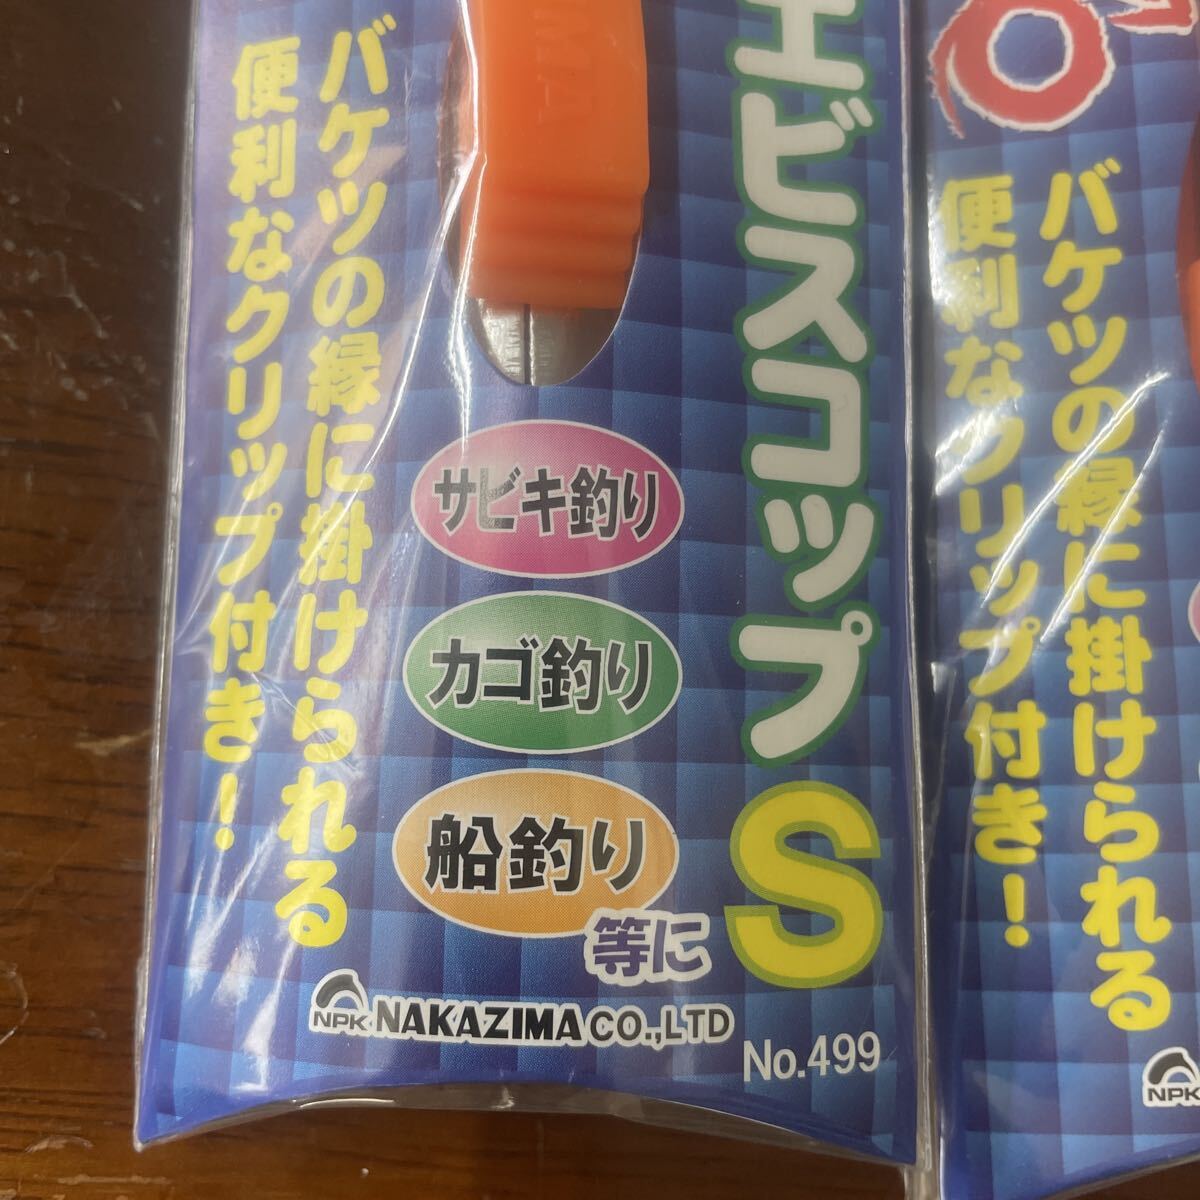 エビスコップS
バケツの縁に掛けられる
便利なクリップ付き！
サビキ釣り
カゴ釣り
船釣り
等に
NPK NAKAZIMA CO.,LTD
No.499
バケツの縁に掛けられる
便利なクリップ付き！
NPK